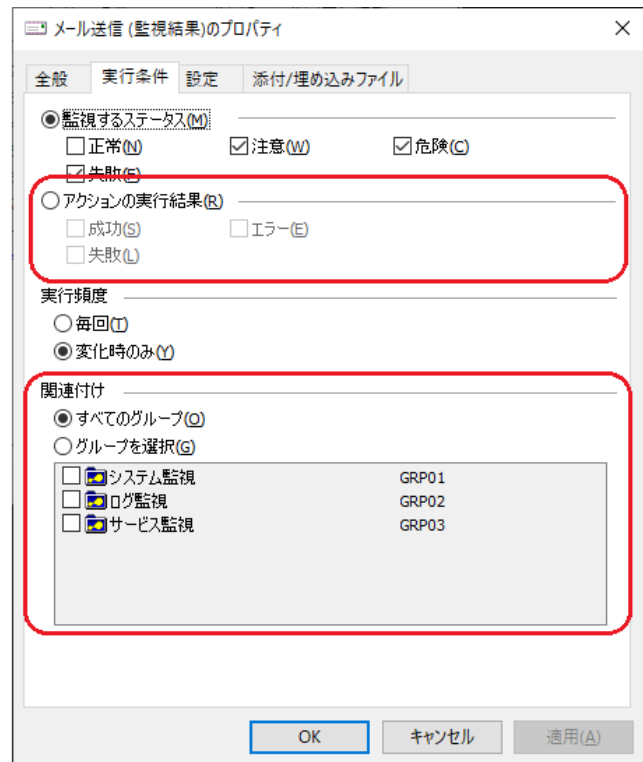 メール送信 (監視結果)のプロパティ
全般 実行条件 設定 添付/埋め込みファイル
監視するステータス(M)
正常(N) 注意(W) 危険(C)
失敗(F)
アクションの実行結果(R)
成功(S) エラー(E)
失敗(L)
実行頻度
毎回(T)
変化時のみ(Y)
関連付け
すべてのグループ(O)
グループを選択(G)
システム監視 GRP01
ログ監視 GRP02
サービス監視 GRP03
OK キャンセル 適用(A)